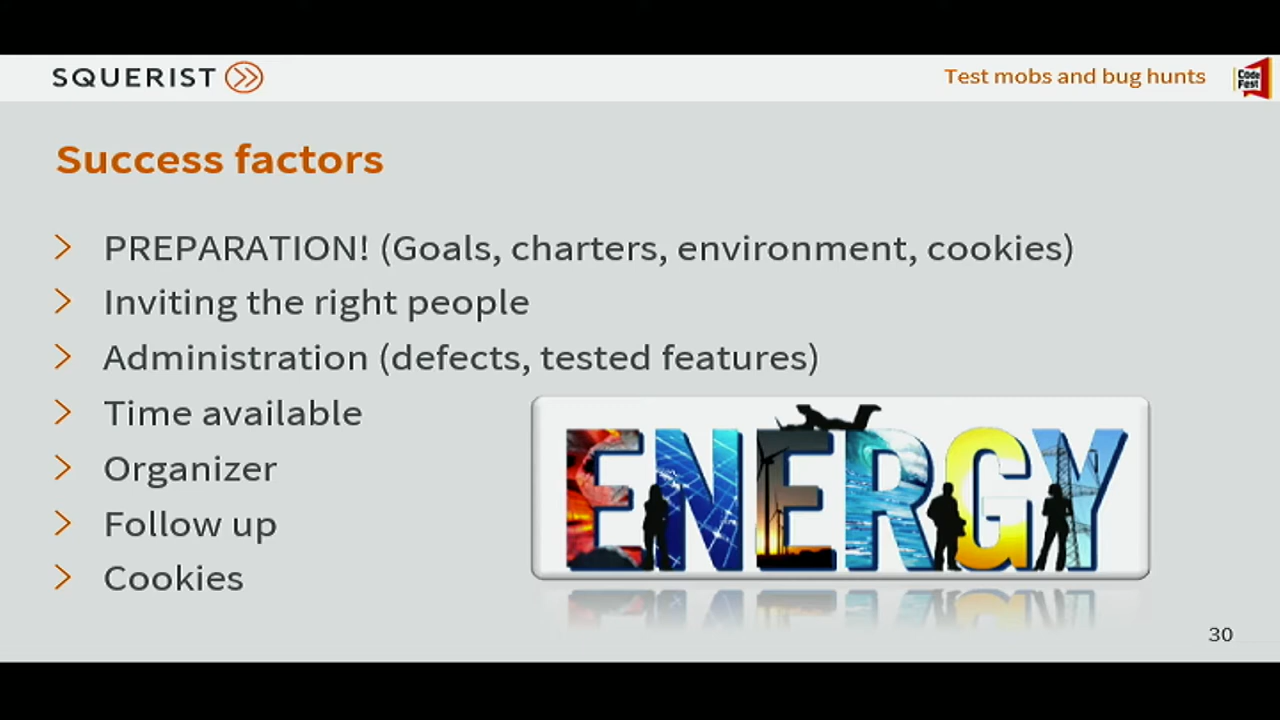 SQUERIST
Test mobs and bug hunts
Code
Fest
Success factors
PREPARATION! (Goals, charters, environment, cookies)
Inviting the right people
Administration (defects, tested features)
Time available
Organizer
Follow up
Cookies
ENERGY
30